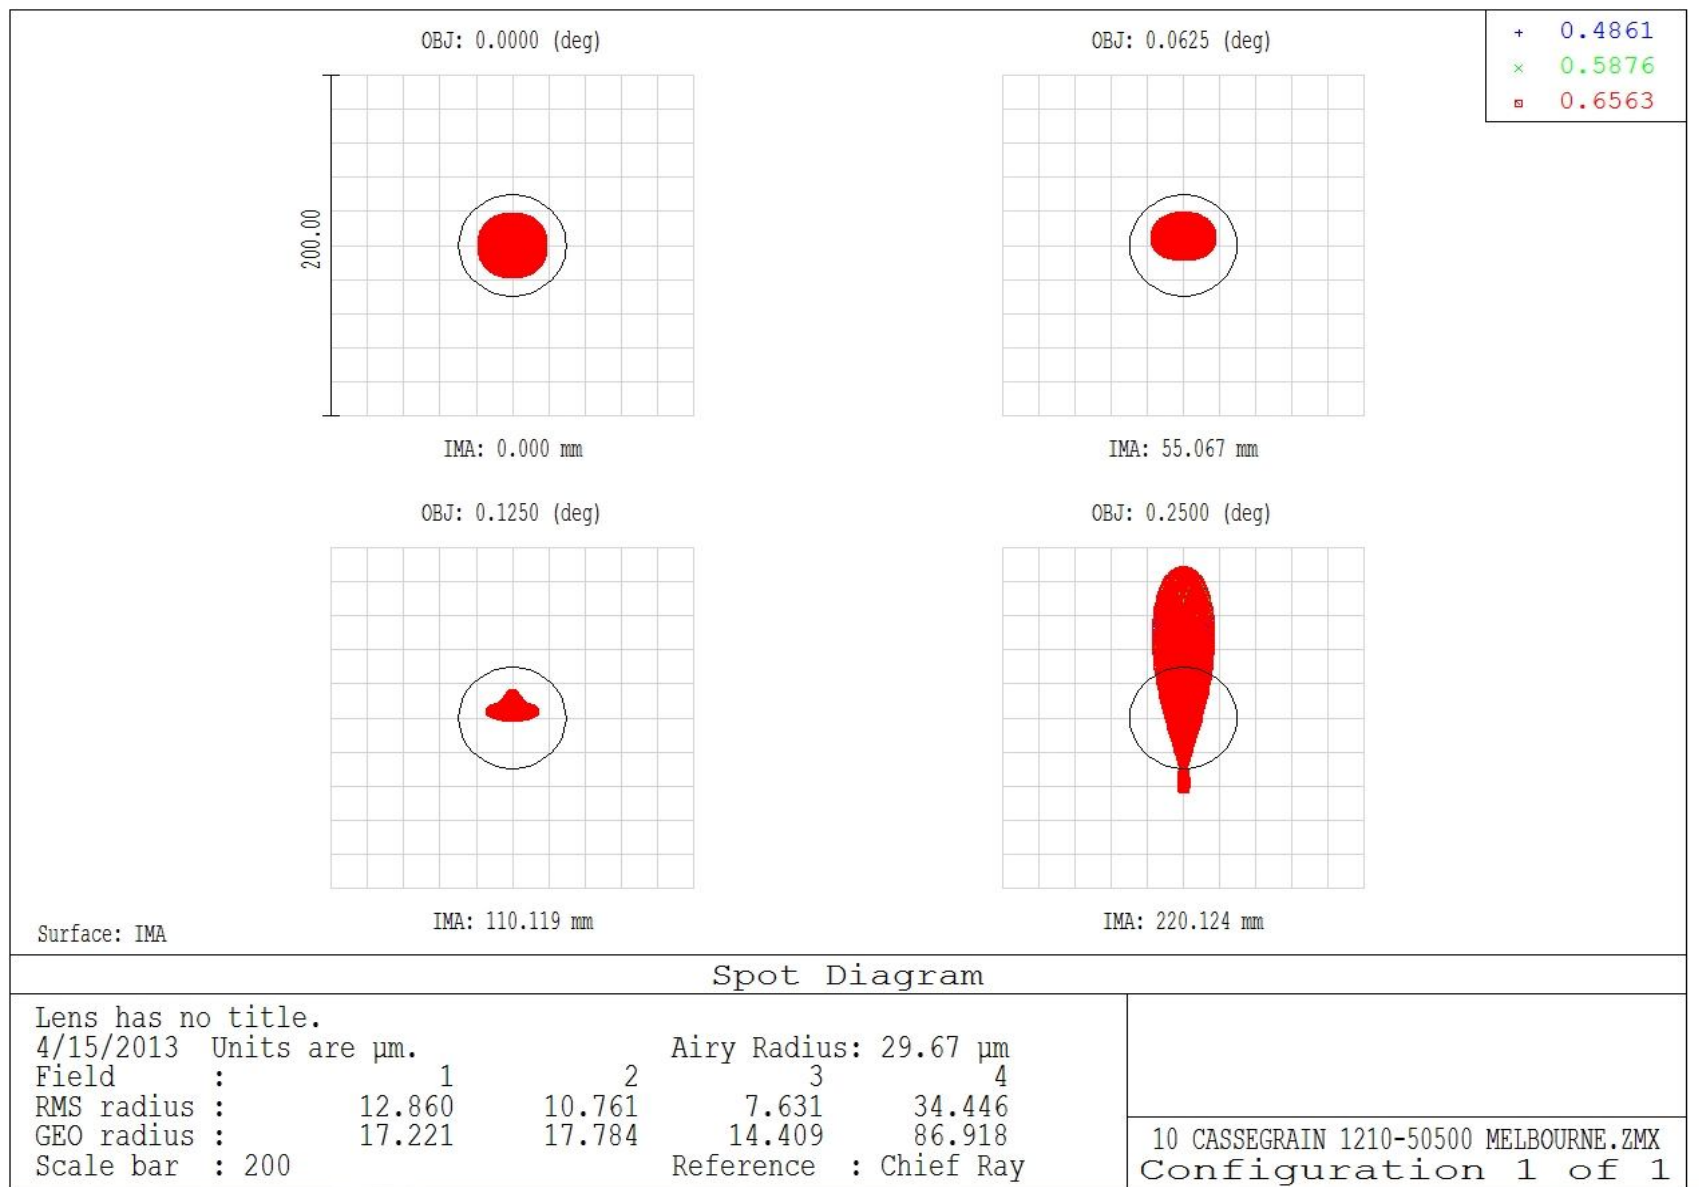 OBJ: 0.0000 (deg)
OBJ: 0.0625 (deg)
+ 0.4861
× 0.5876
0.6563
200.00
IMA: 0.000 mm
IMA: 55.067 mm
OBJ: 0.1250 (deg)
OBJ: 0.2500 (deg)
IMA: 110.119 mm
IMA: 220.124 mm
Surface: IMA
Spot Diagram
Lens has no title.
4/15/2013 Units are µm. Airy Radius: 29.67 µm
Field : 1 2 3 4
RMS radius : 12.860 10.761 7.631 34.446
GEO radius : 17.221 17.784 14.409 86.918
Scale bar : 200 Reference : Chief Ray
10 CASSEGRAIN 1210-50500 MELBOURNE.ZMX
Configuration 1 of 1